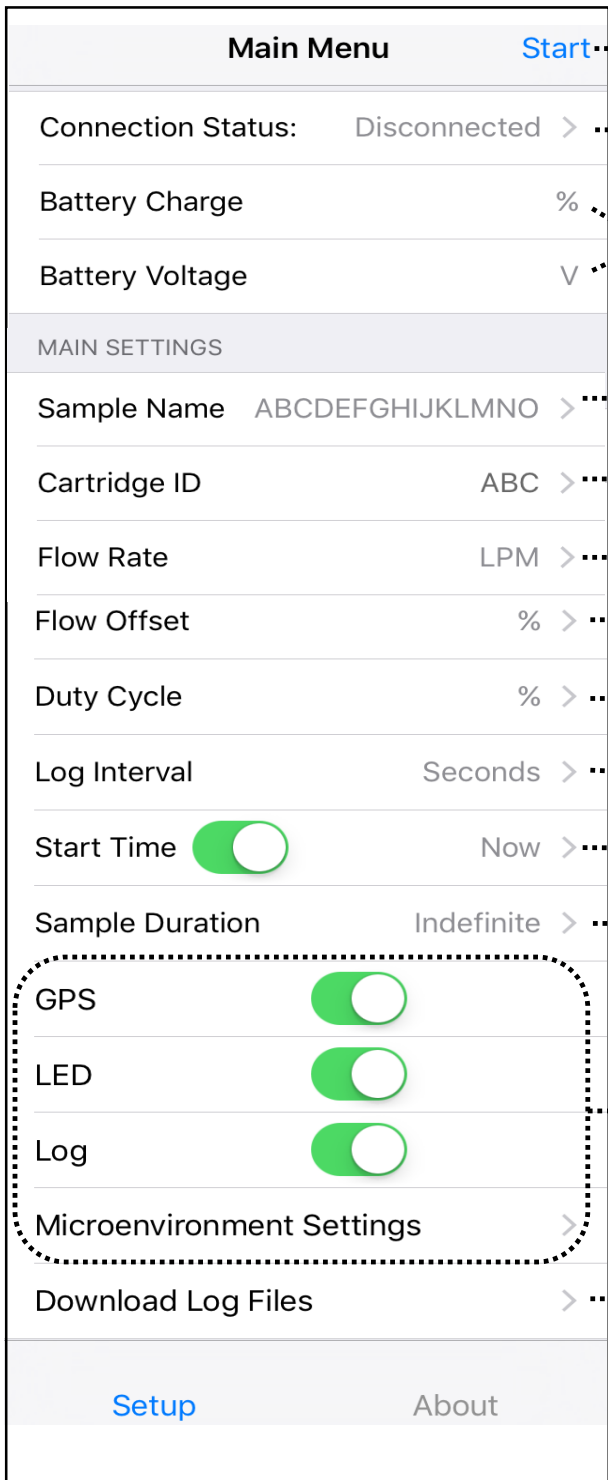 Main Menu Start
Connection Status: Disconnected >
Battery Charge %
Battery Voltage V
MAIN SETTINGS
Sample Name ABCDEFGHIJKLMNO >
Cartridge ID ABC >
Flow Rate LPM >
Flow Offset % >
Duty Cycle % >
Log Interval Seconds >
Start Time Now >
Sample Duration Indefinite >
GPS
LED
Log
Microenvironment Settings >
Download Log Files >
Setup About